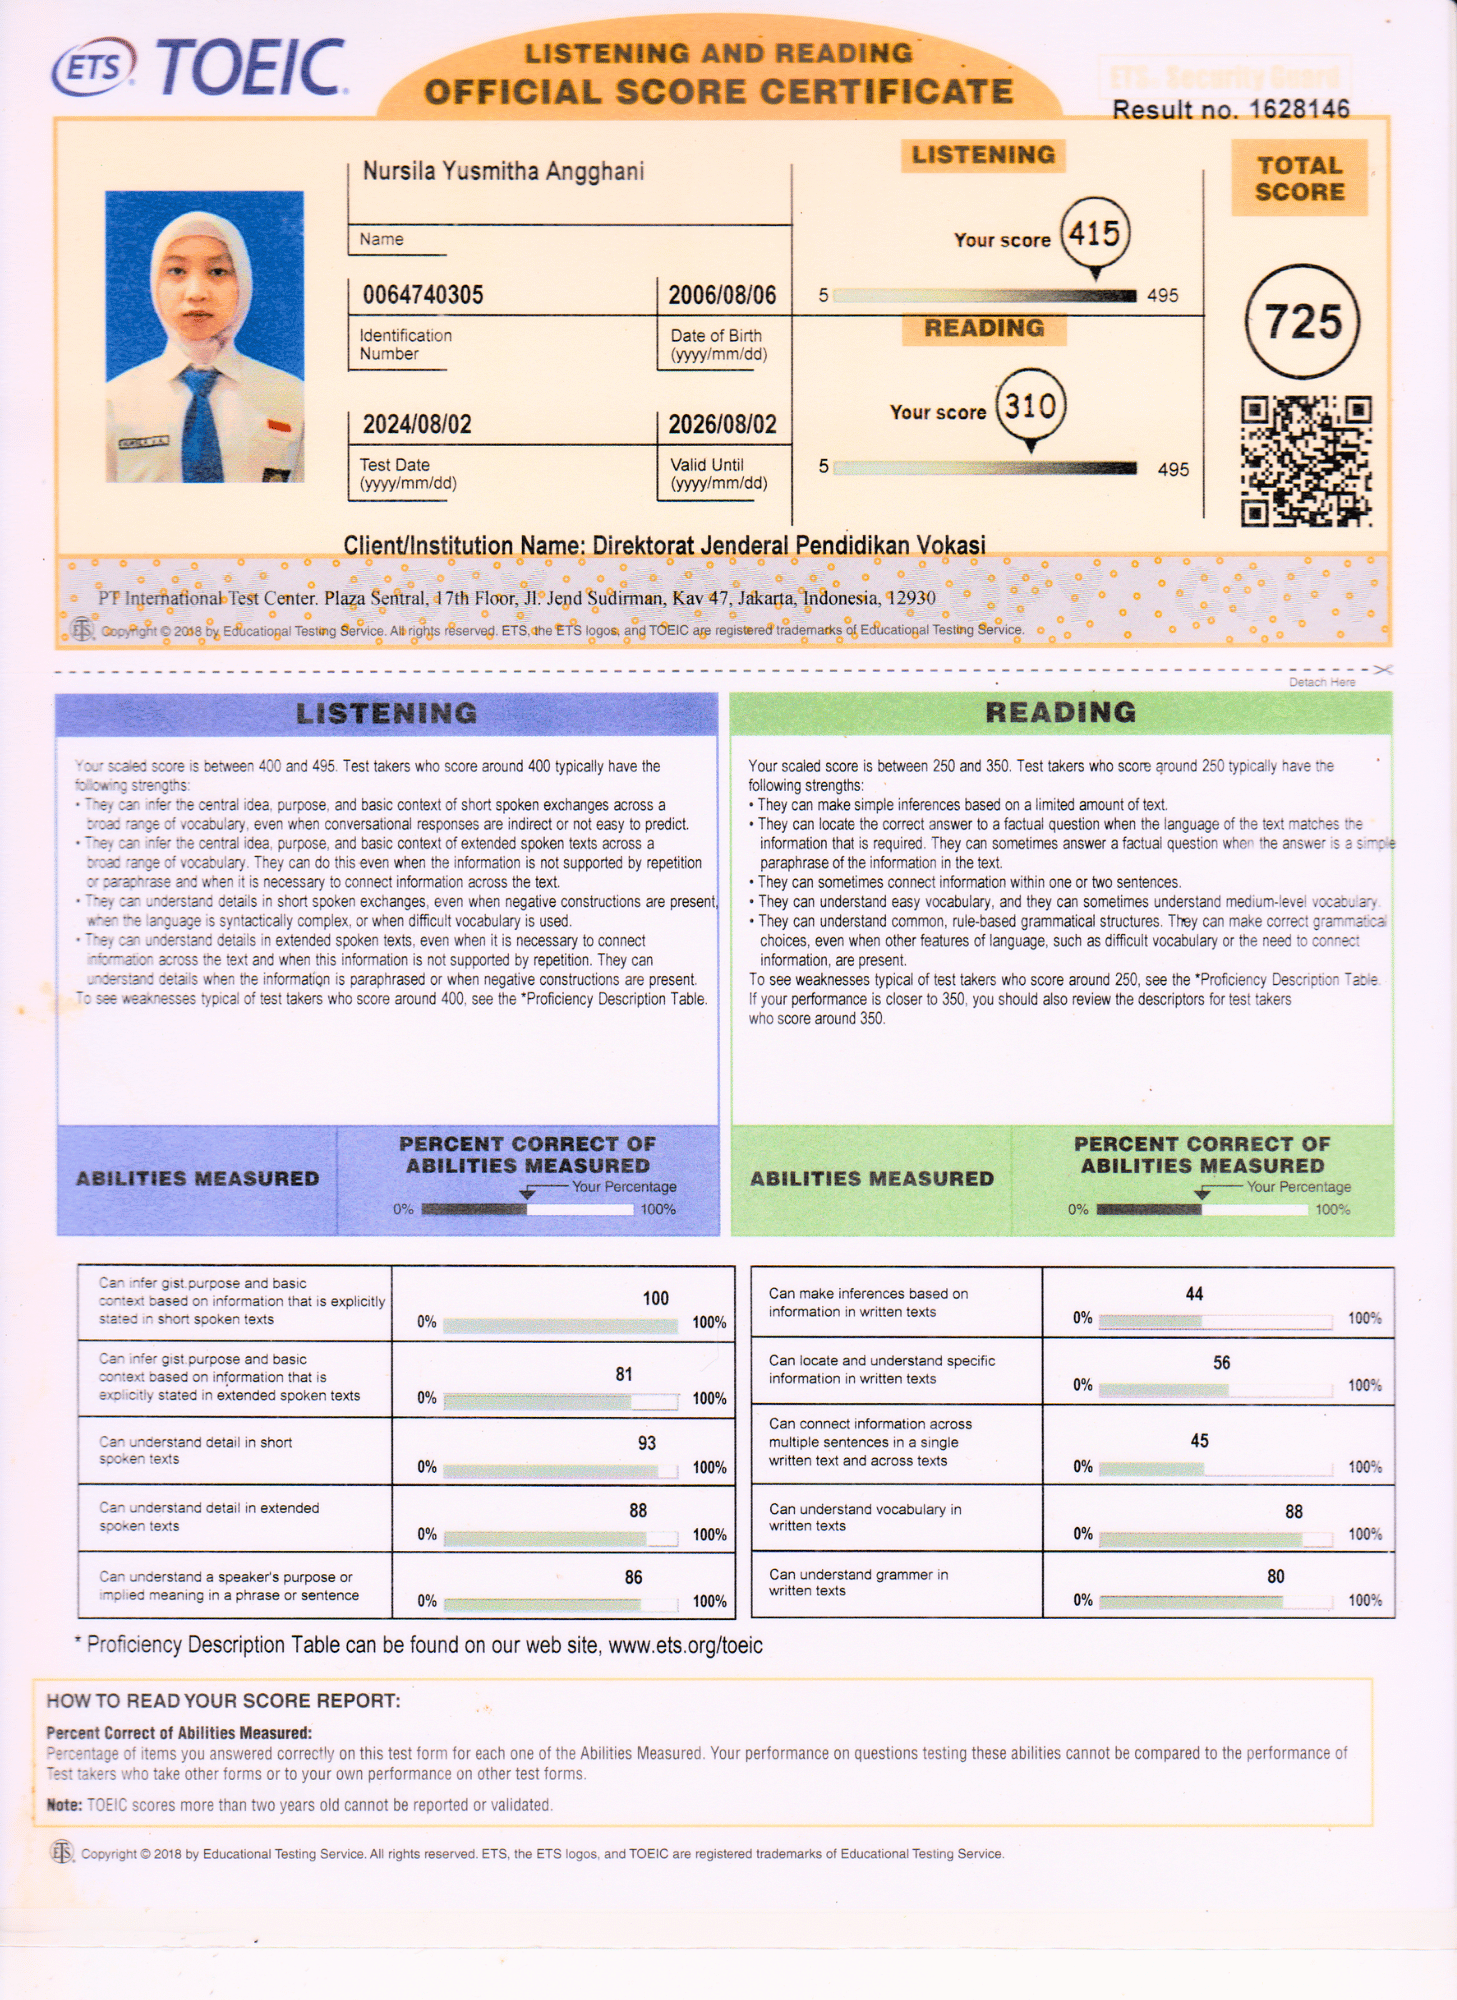 ETS TOEIC
LISTENING AND READING
OFFICIAL SCORE CERTIFICATE
ETS Security Guard
Result no. 1628146
Nursila Yusmitha Angghani
Name
0064740305
2006/08/06
Identification
Number
Date of Birth
(yyyy/mm/dd)
2024/08/02
2026/08/02
Test Date
(yyyy/mm/dd)
Valid Until
(yyyy/mm/dd)
LISTENING
Your score 415
5 495
READING
Your score 310
5 495
TOTAL
SCORE
725
Client/Institution Name: Direktorat Jenderal Pendidikan Vokasi
PT International Test Center. Plaza Sentral, 17th Floor, Jl. Jend Sudirman, Kav 47, Jakarta, Indonesia, 12930
Copyright © 2018 by Educational Testing Service. All rights reserved. ETS, the ETS logos, and TOEIC are registered trademarks of Educational Testing Service.
Detach Here
LISTENING
Your scaled score is between 400 and 495. Test takers who score around 400 typically have the
following strengths:
• They can infer the central idea, purpose, and basic context of short spoken exchanges across a
broad range of vocabulary, even when conversational responses are indirect or not easy to predict.
• They can infer the central idea, purpose, and basic context of extended spoken texts across a
broad range of vocabulary. They can do this even when the information is not supported by repetition
or paraphrase and when it is necessary to connect information across the text.
• They can understand details in short spoken exchanges, even when negative constructions are present,
when the language is syntactically complex, or when difficult vocabulary is used.
• They can understand details in extended spoken texts, even when it is necessary to connect
information across the text and when this information is not supported by repetition. They can
understand details when the information is paraphrased or when negative constructions are present.
To see weaknesses typical of test takers who score around 400, see the *Proficiency Description Table.
READING
Your scaled score is between 250 and 350. Test takers who score around 250 typically have the
following strengths:
• They can make simple inferences based on a limited amount of text.
• They can locate the correct answer to a factual question when the language of the text matches the
information that is required. They can sometimes answer a factual question when the answer is a simple
paraphrase of the information in the text.
• They can sometimes connect information within one or two sentences.
• They can understand easy vocabulary, and they can sometimes understand medium-level vocabulary.
• They can understand common, rule-based grammatical structures. They can make correct grammatical
choices, even when other features of language, such as difficult vocabulary or the need to connect
information, are present.
To see weaknesses typical of test takers who score around 250, see the *Proficiency Description Table.
If your performance is closer to 350, you should also review the descriptors for test takers
who score around 350.
ABILITIES MEASURED
PERCENT CORRECT OF
ABILITIES MEASURED
Your Percentage
0% 100%
ABILITIES MEASURED
PERCENT CORRECT OF
ABILITIES MEASURED
Your Percentage
0% 100%
Can infer gist,purpose and basic
context based on information that is explicitly
stated in short spoken texts
100
0% 100%
Can infer gist,purpose and basic
context based on information that is
explicitly stated in extended spoken texts
81
0% 100%
Can understand detail in short
spoken texts
93
0% 100%
Can understand detail in extended
spoken texts
88
0% 100%
Can understand a speaker's purpose or
implied meaning in a phrase or sentence
86
0% 100%
Can make inferences based on
information in written texts
44
0% 100%
Can locate and understand specific
information in written texts
56
0% 100%
Can connect information across
multiple sentences in a single
written text and across texts
45
0% 100%
Can understand vocabulary in
written texts
88
0% 100%
Can understand grammer in
written texts
80
0% 100%
* Proficiency Description Table can be found on our web site, www.ets.org/toeic
HOW TO READ YOUR SCORE REPORT:
Percent Correct of Abilities Measured:
Percentage of items you answered correctly on this test form for each one of the Abilities Measured. Your performance on questions testing these abilities cannot be compared to the performance of
Test takers who take other forms or to your own performance on other test forms.
Note: TOEIC scores more than two years old cannot be reported or validated.
Copyright © 2018 by Educational Testing Service. All rights reserved. ETS, the ETS logos, and TOEIC are registered trademarks of Educational Testing Service.